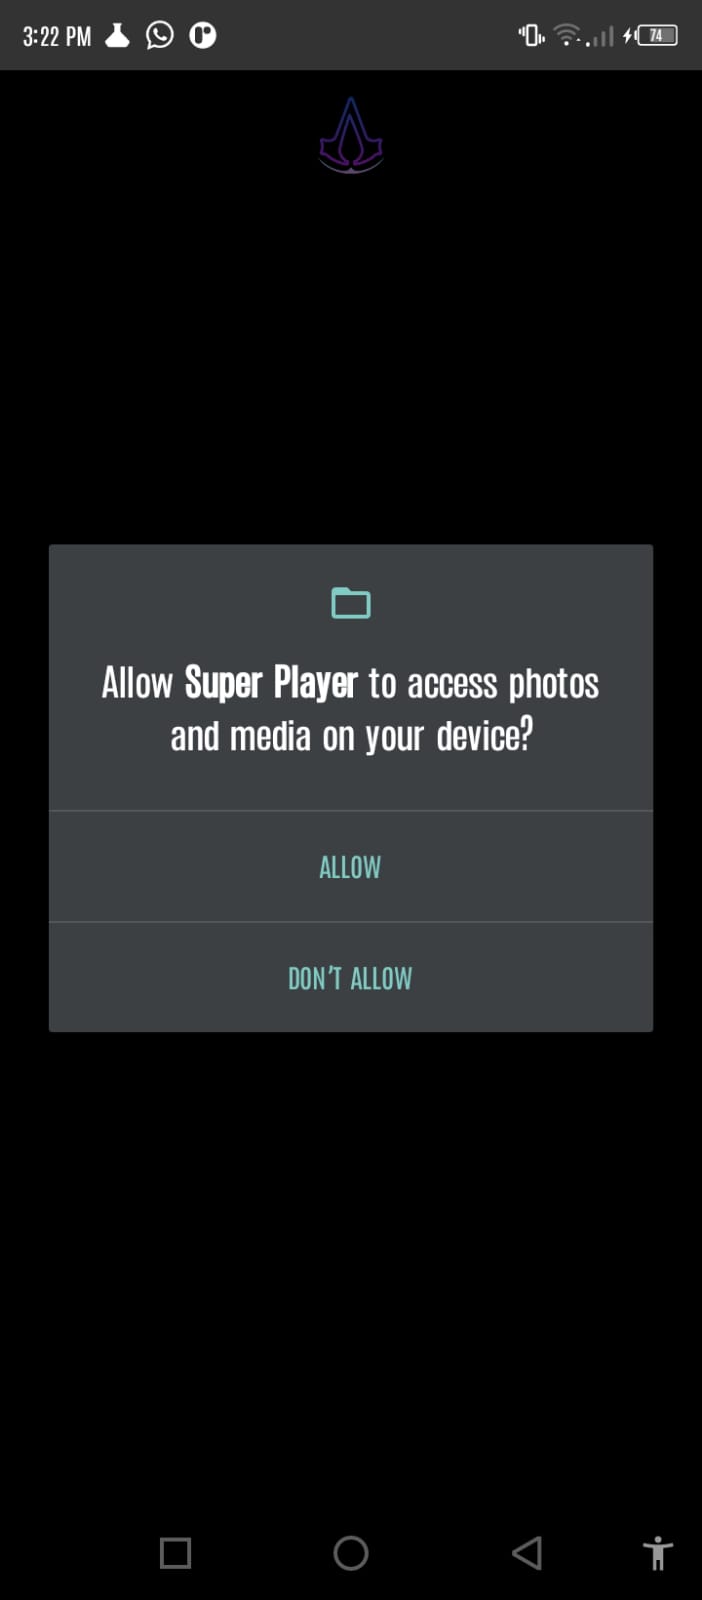 3:22 PM
74
Allow Super Player to access photos
and media on your device?
ALLOW
DON'T ALLOW